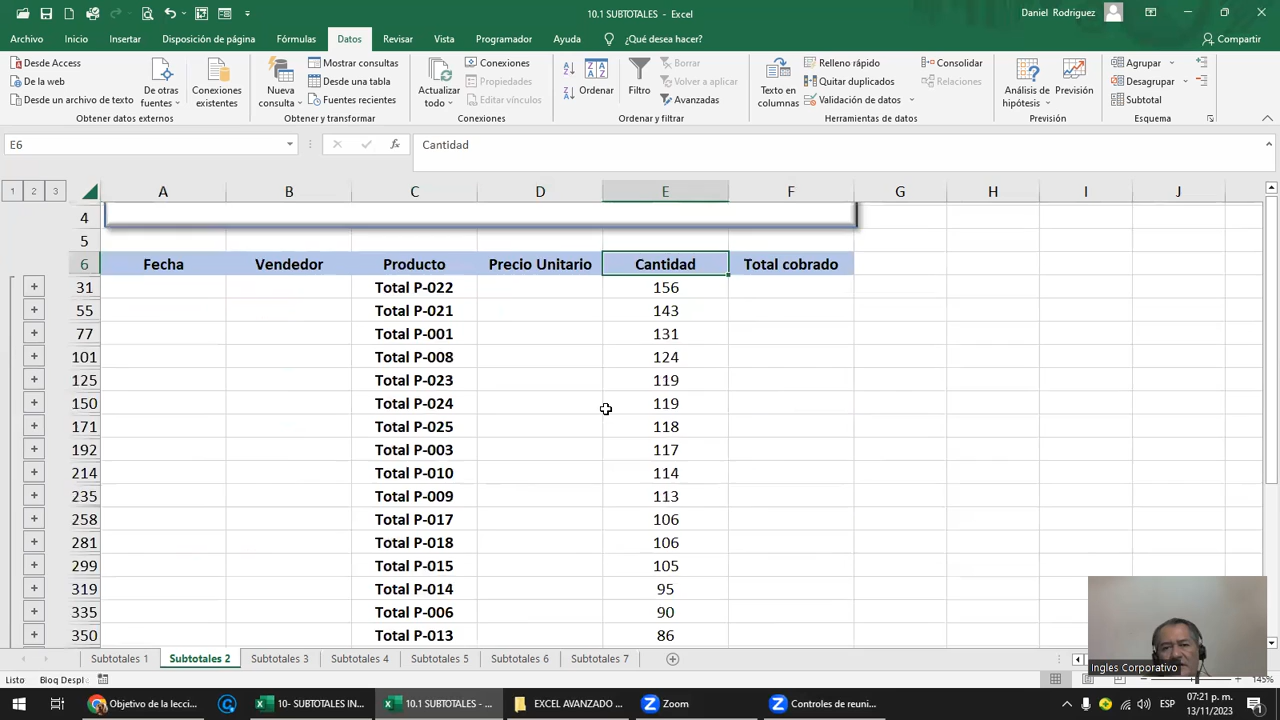 10.1 SUBTOTALES - Excel
Daniel Rodriguez
Archivo Inicio Insertar Disposición de página Fórmulas Datos Revisar Vista Programador Ayuda ¿Qué desea hacer? Compartir
Desde Access
De la web
Desde un archivo de texto
De otras fuentes
Conexiones existentes
Obtener datos externos
Nueva consulta
Mostrar consultas
Desde una tabla
Fuentes recientes
Obtener y transformar
Actualizar todo
Conexiones
Propiedades
Editar vínculos
Conexiones
Ordenar
Filtro
Borrar
Volver a aplicar
Avanzadas
Ordenar y filtrar
Texto en columnas
Relleno rápido
Quitar duplicados
Validación de datos
Consolidar
Relaciones
Herramientas de datos
Análisis de hipótesis
Previsión
Previsión
Agrupar
Desagrupar
Subtotal
Esquema
E6 fx Cantidad
1 2 3 A B C D E F G H I J
4
5
6 Fecha Vendedor Producto Precio Unitario Cantidad Total cobrado
31 Total P-022 156
55 Total P-021 143
77 Total P-001 131
101 Total P-008 124
125 Total P-023 119
150 Total P-024 119
171 Total P-025 118
192 Total P-003 117
214 Total P-010 114
235 Total P-009 113
258 Total P-017 106
281 Total P-018 106
299 Total P-015 105
319 Total P-014 95
335 Total P-006 90
350 Total P-013 86
Ingles Corporativo
Subtotales 1 Subtotales 2 Subtotales 3 Subtotales 4 Subtotales 5 Subtotales 6 Subtotales 7
Listo Bloq Despl 145%
Objetivo de la lecci... 10- SUBTOTALES IN... 10.1 SUBTOTALES - ... EXCEL AVANZADO ... Zoom Controles de reuni... ESP 07:21 p. m.
13/11/2023